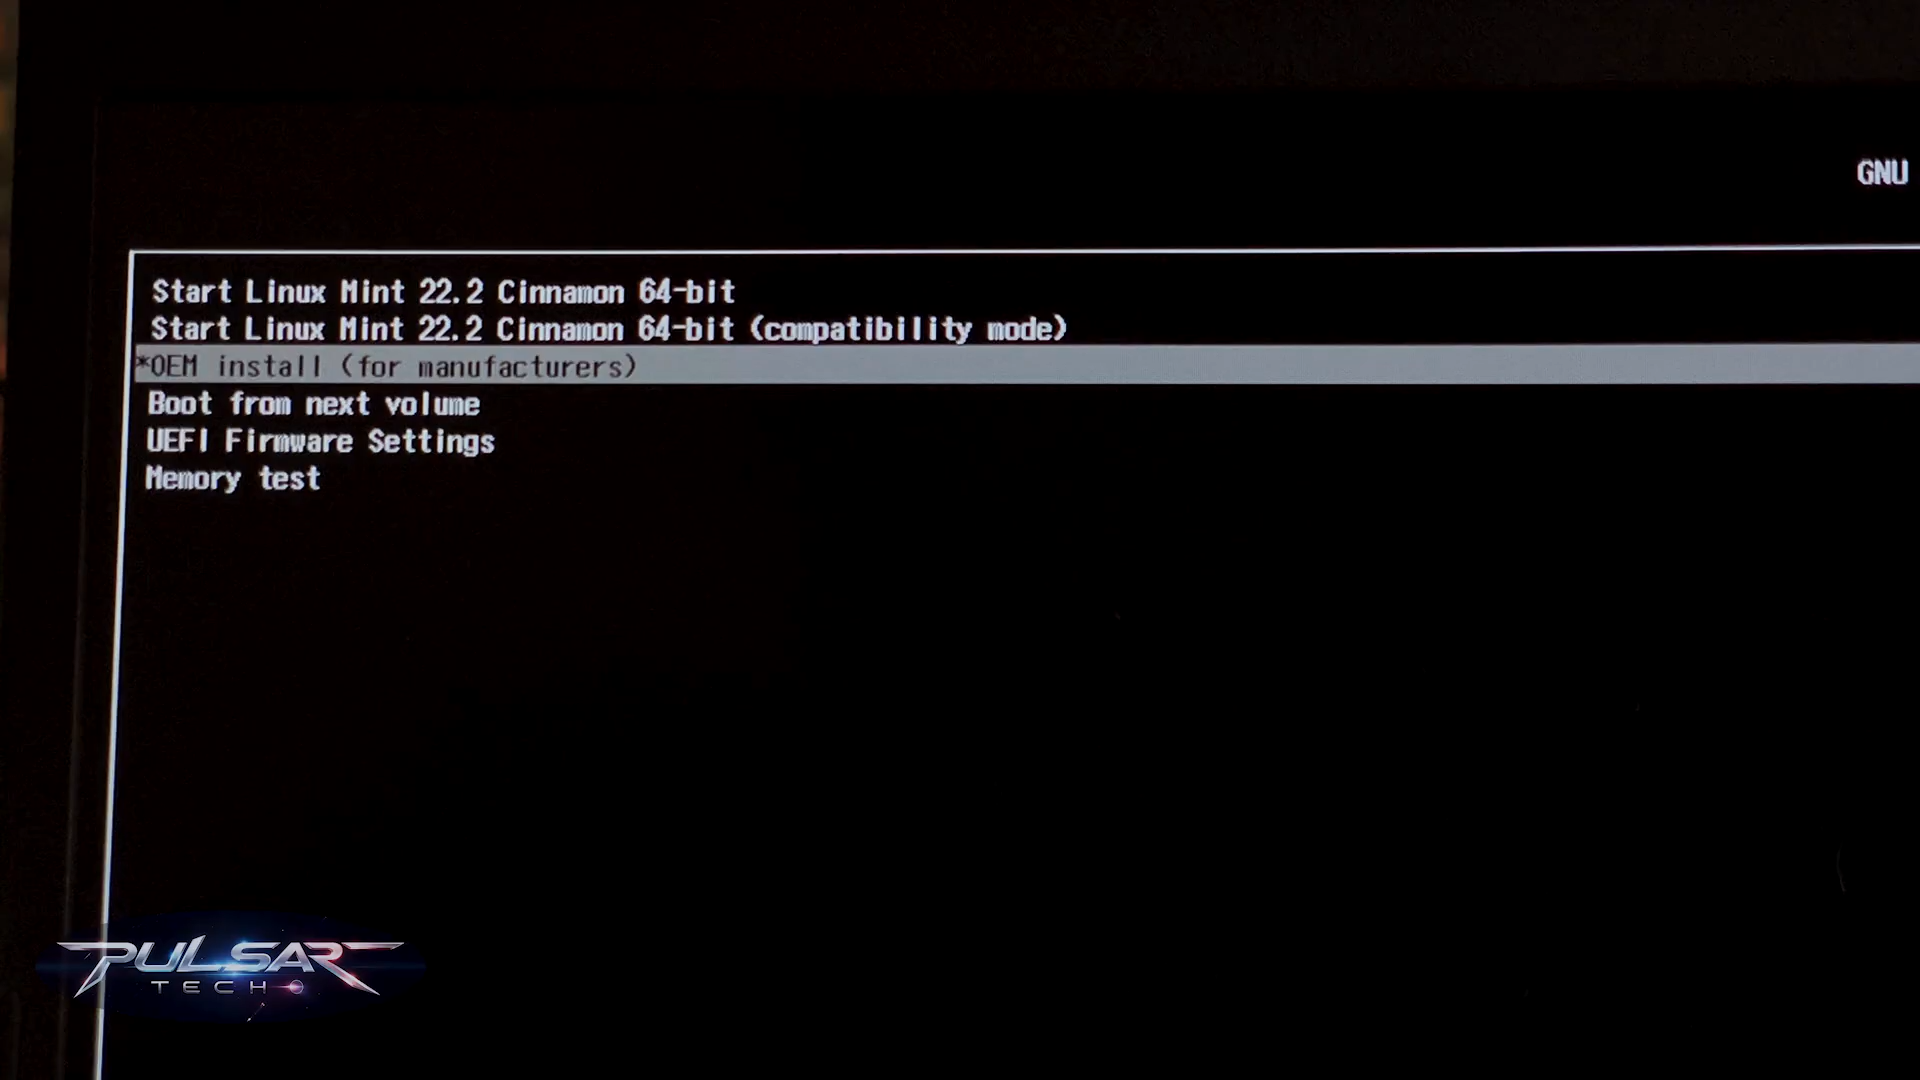 GNU
Start Linux Mint 22.2 Cinnamon 64-bit
Start Linux Mint 22.2 Cinnamon 64-bit (compatibility mode)
*OEM install (for manufacturers)
Boot from next volume
UEFI Firmware Settings
Memory test
PULSAR
TECH